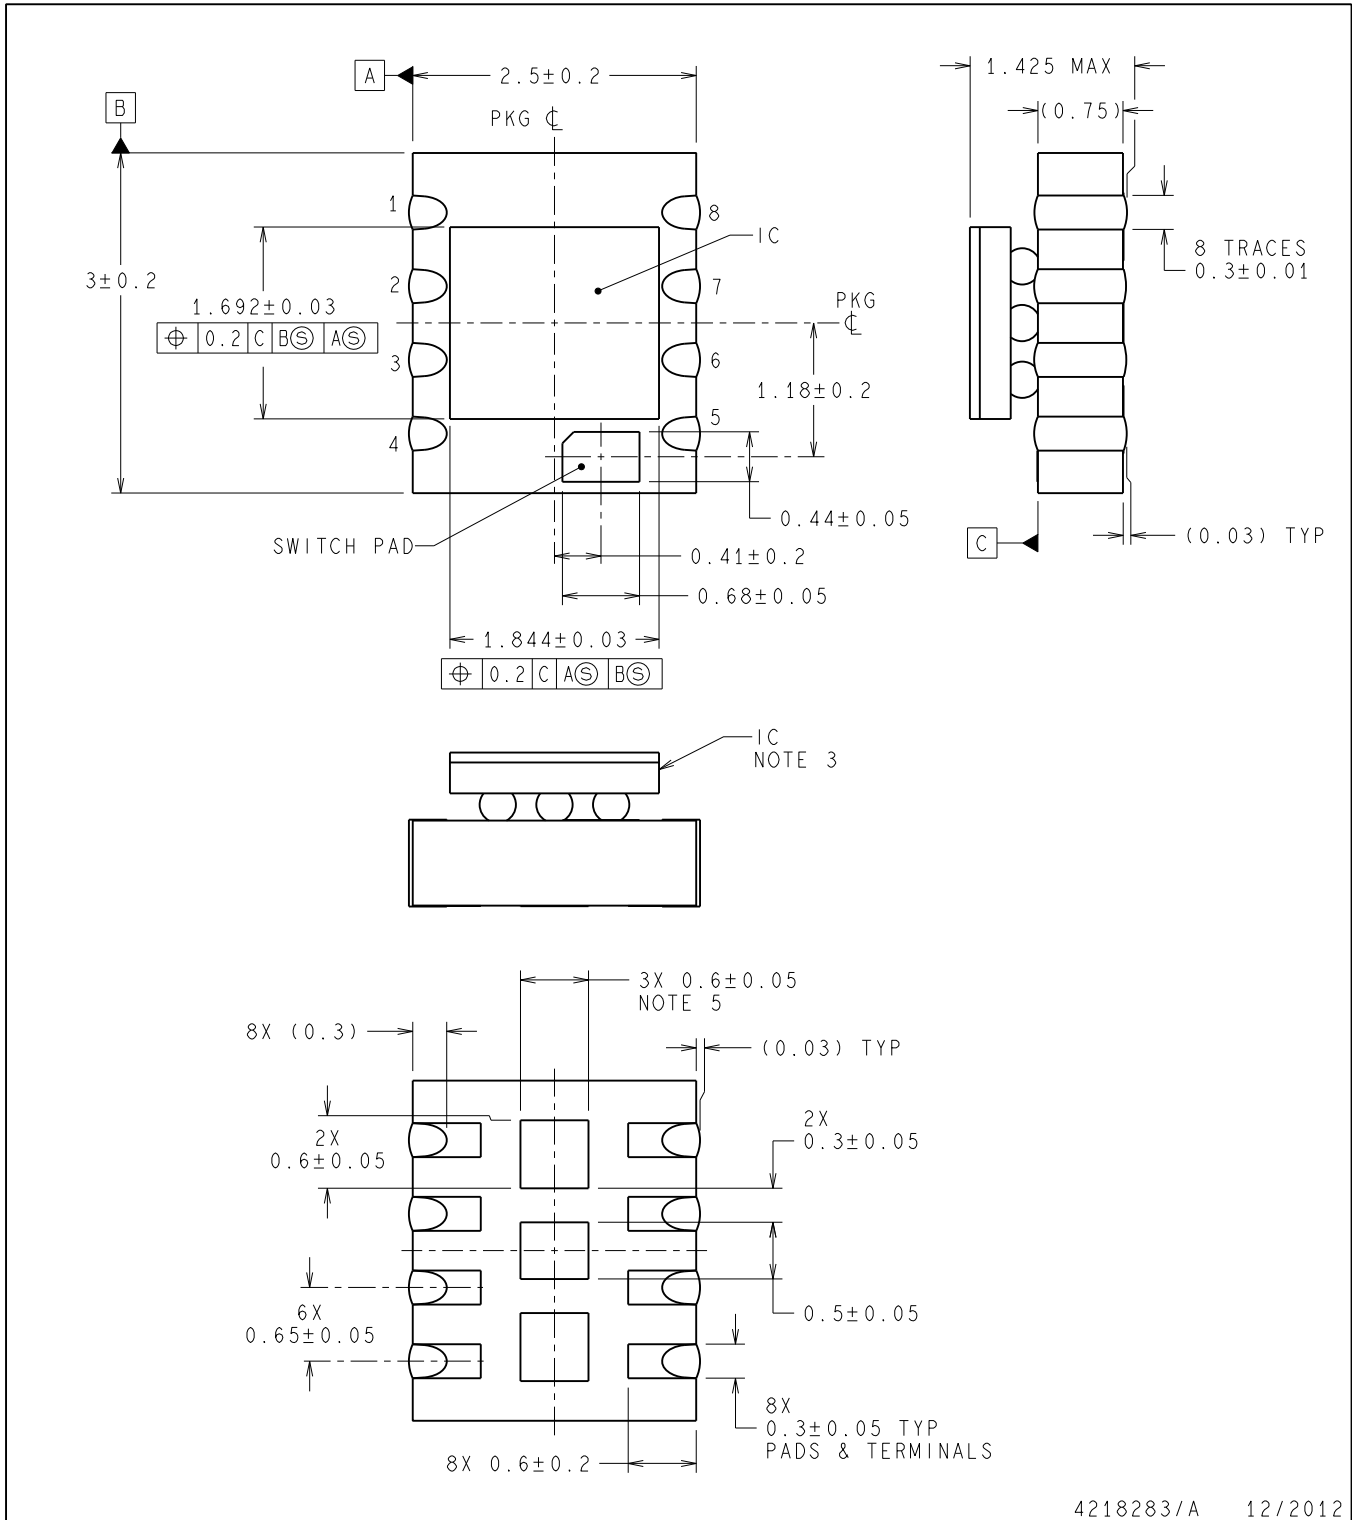 A
2.5±0.2
1.425 MAX
B
PKG ℄
(0.75)
1
8
IC
8 TRACES
0.3±0.01
3±0.2
2
7
1.692±0.03
PKG
℄
⌖ 0.2 C BⓈ AⓈ
3
6
1.18±0.2
4
5
0.44±0.05
SWITCH PAD
0.41±0.2
C
(0.03) TYP
0.68±0.05
1.844±0.03
⌖ 0.2 C AⓈ BⓈ
IC
NOTE 3
3X 0.6±0.05
NOTE 5
8X (0.3)
(0.03) TYP
2X
0.6±0.05
2X
0.3±0.05
6X
0.65±0.05
0.5±0.05
8X
0.3±0.05 TYP
PADS & TERMINALS
8X 0.6±0.2
4218283/A 12/2012